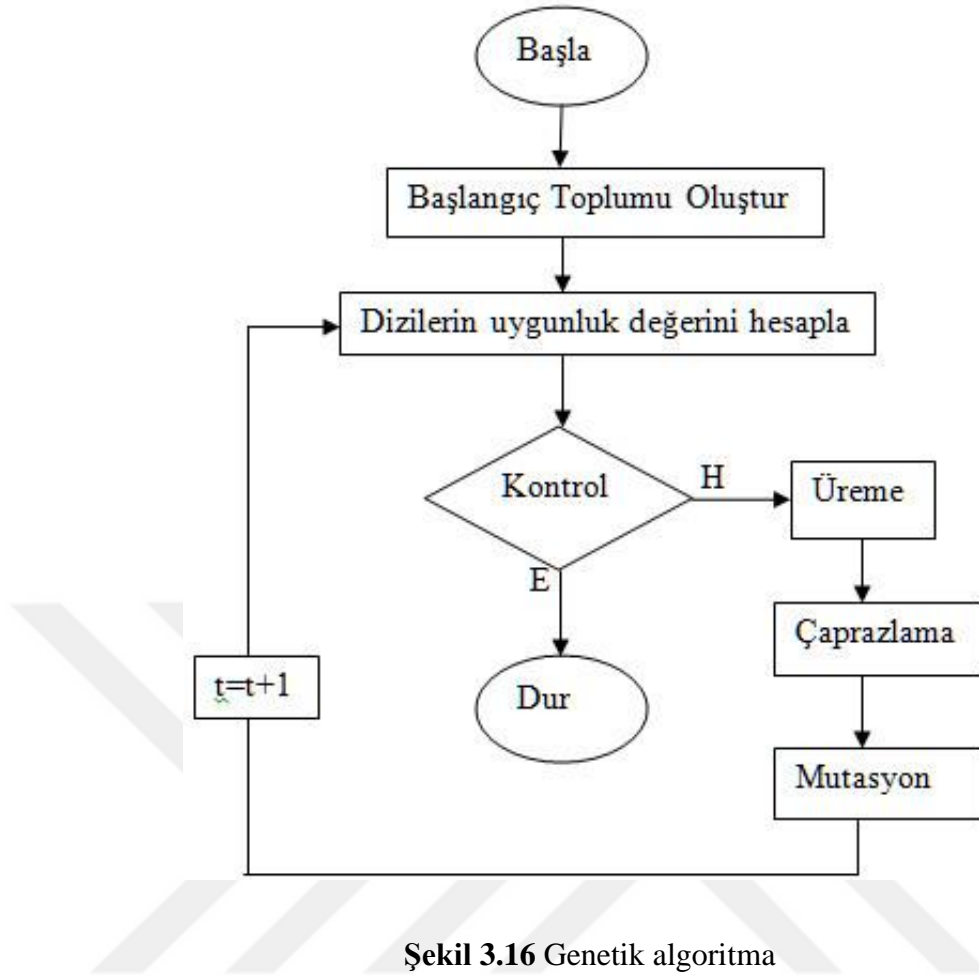 Başla
Başlangıç Toplumu Oluştur
Dizilerin uygunluk değerini hesapla
Kontrol
H
Üreme
E
Çaprazlama
t=t+1
Dur
Mutasyon
Şekil 3.16 Genetik algoritma